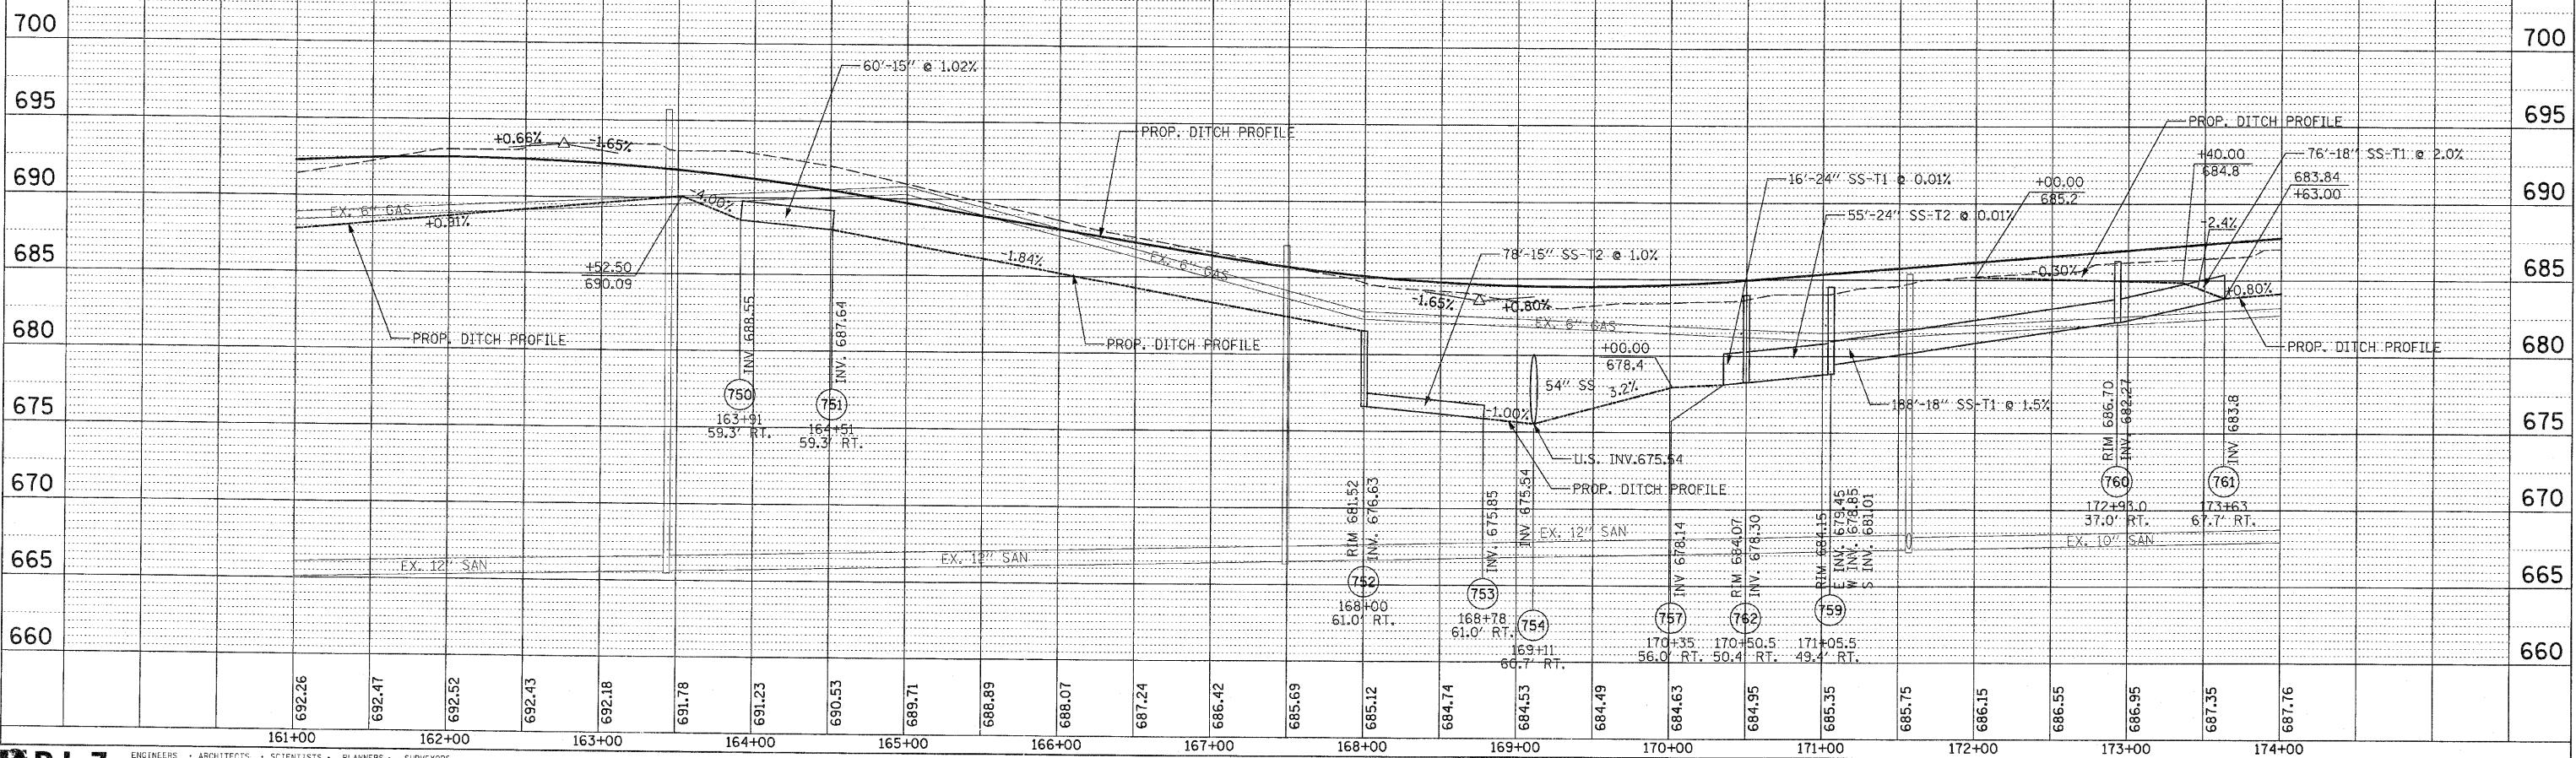 700
700
60'-15" @ 1.02%
695
695
+0.66%
-1.65%
PROP. DITCH PROFILE
PROP. DITCH PROFILE
+40.00
684.8
76'-18" SS-T1 @ 2.0%
690
690
-4.00%
16'-24" SS-T1 @ 0.01%
+00.00
685.2
683.84
+63.00
EX. 6" GAS
+0.91%
55'-24" SS-T2 @ 0.01%
-2.4%
685
685
+52.50
690.09
-1.84%
EX. 6" GAS
78'-15" SS-T2 @ 1.0%
-0.30%
-1.65%
+0.80%
+0.80%
EX. 6" GAS
680
680
PROP. DITCH PROFILE
PROP. DITCH PROFILE
+00.00
678.4
PROP. DITCH PROFILE
INV 688.55
INV. 687.64
54" SS
3.2%
675
675
750
163+91
59.3' RT.
751
164+51
59.3' RT.
-1.00%
188'-18" SS-T1 @ 1.5%
RIM 686.70
INV. 682.27
INV 683.8
U.S. INV.675.54
PROP. DITCH PROFILE
670
670
760
172+93.0
37.0' RT.
761
173+63
67.7' RT.
RIM 681.52
INV. 676.63
INV. 675.85
INV 675.54
INV 678.14
RIM 684.07
INV. 678.30
RIM 684.15
E INV. 679.45
W INV. 678.85
S INV. 681.01
EX. 12" SAN
EX. 10" SAN
665
665
EX. 12" SAN
EX. 12" SAN
752
168+00
61.0' RT.
753
168+78
61.0' RT.
754
169+11
60.7' RT.
757
170+35
56.0' RT.
762
170+50.5
50.4' RT.
759
171+05.5
49.4' RT.
660
660
692.26
692.47
692.52
692.43
692.18
691.78
691.23
690.53
689.71
688.89
688.07
687.24
686.42
685.69
685.12
684.74
684.53
684.49
684.63
684.95
685.35
685.75
686.15
686.55
686.95
687.35
687.76
161+00
162+00
163+00
164+00
165+00
166+00
167+00
168+00
169+00
170+00
171+00
172+00
173+00
174+00
ENGINEERS · ARCHITECTS · SCIENTISTS · PLANNERS · SURVEYORS